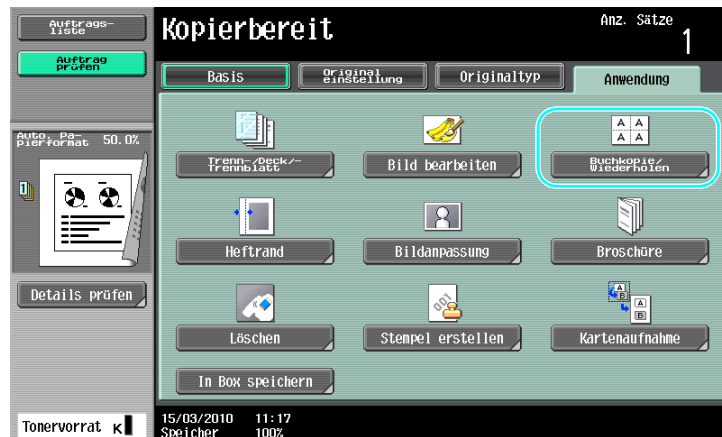 Auftrags-
liste
Auftrag
prüfen
Kopierbereit
Anz. Sätze
1
Basis
Original
einstellung
Originaltyp
Anwendung
Auto. Pa-
pierformat
50.0%
Details prüfen
Trenn-/Deck/-
Trennblatt
Bild bearbeiten
A A
A A
Buchkopie/
Wiederholen
Heftrand
Bildanpassung
Broschüre
Löschen
001
Stempel erstellen
A
B
A
B
Kartenaufnahme
In Box speichern
Tonervorrat K
15/03/2010 11:17
Speicher 100%